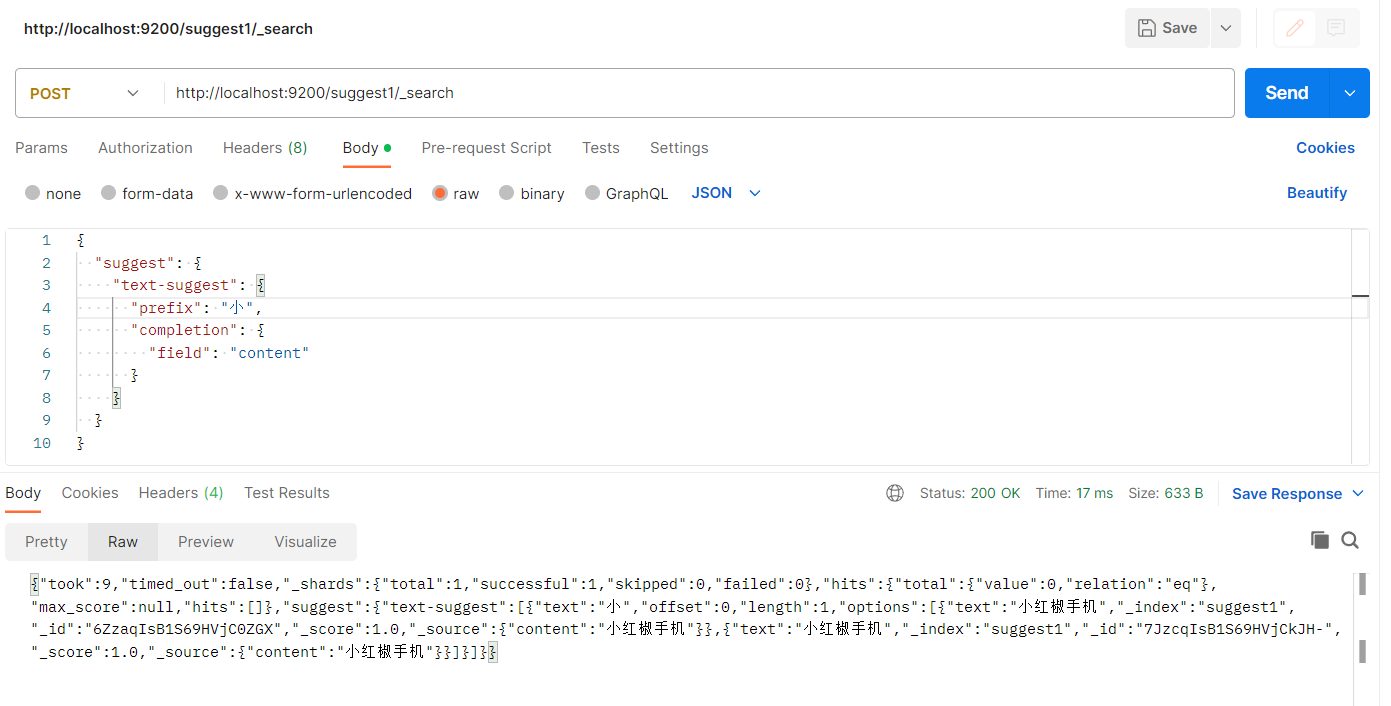 http://localhost:9200/suggest1/_search
Save
POST
http://localhost:9200/suggest1/_search
Send
Params Authorization Headers (8) Body Pre-request Script Tests Settings Cookies
none form-data x-www-form-urlencoded raw binary GraphQL JSON Beautify
1 {
2 "suggest": {
3 "text-suggest": {
4 "prefix": "小",
5 "completion": {
6 "field": "content"
7 }
8 }
9 }
10 }
Body Cookies Headers (4) Test Results Status: 200 OK Time: 17 ms Size: 633 B Save Response
Pretty Raw Preview Visualize
{"took":9,"timed_out":false,"_shards":{"total":1,"successful":1,"skipped":0,"failed":0},"hits":{"total":{"value":0,"relation":"eq"},
"max_score":null,"hits":[]},"suggest":{"text-suggest":[{"text":"小","offset":0,"length":1,"options":[{"text":"小红椒手机","_index":"suggest1",
"_id":"6ZzaqIsB1S69HVjC0ZGX","_score":1.0,"_source":{"content":"小红椒手机"}},{"text":"小红椒手机","_index":"suggest1","_id":"7JzcqIsB1S69HVjCkJH-",
"_score":1.0,"_source":{"content":"小红椒手机"}}]}]}}